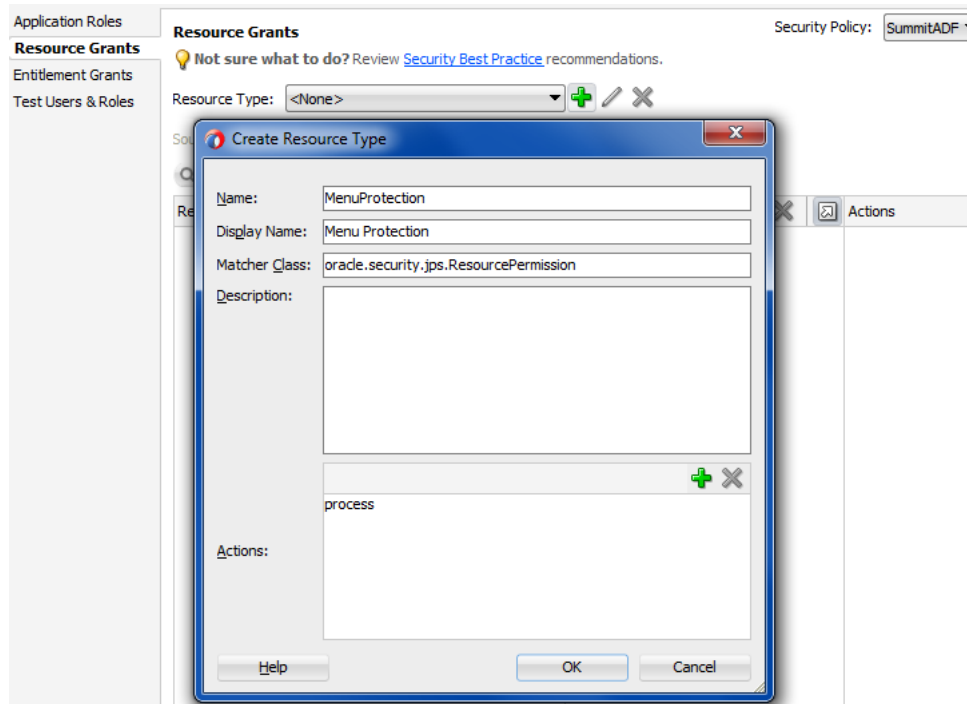 Application Roles
Resource Grants
Entitlement Grants
Test Users & Roles
Resource Grants
Security Policy: SummitADF
Not sure what to do? Review Security Best Practice recommendations.
Resource Type: <None>
Sou
Create Resource Type
Re
Actions
Name: MenuProtection
Display Name: Menu Protection
Matcher Class: oracle.security.jps.ResourcePermission
Description:
process
Actions:
Help
OK
Cancel